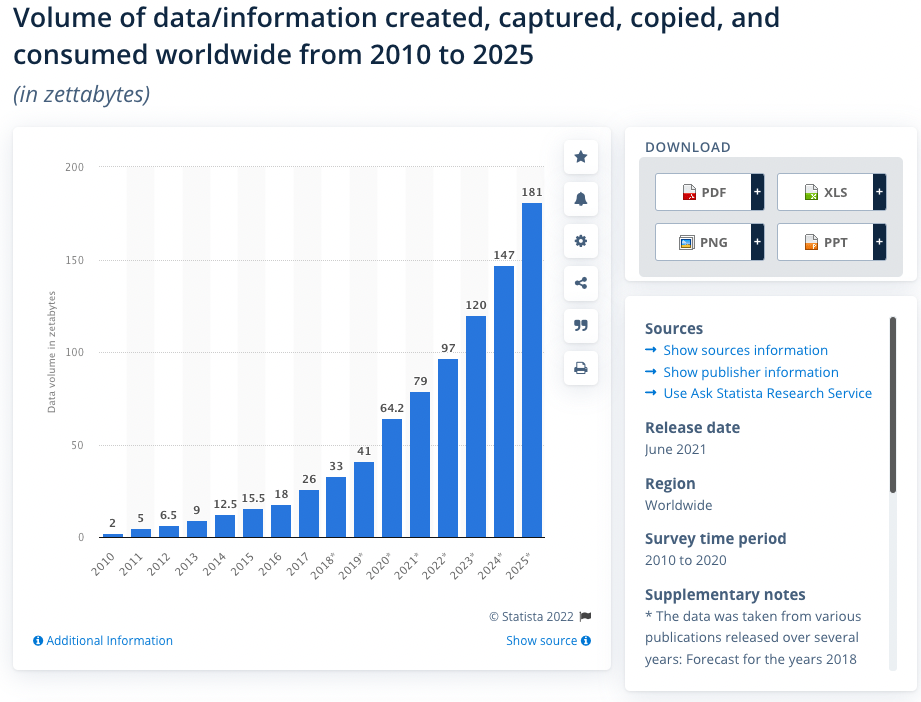 Volume of data/information created, captured, copied, and
consumed worldwide from 2010 to 2025
(in zettabytes)
Data volume in zetabytes
200
150
100
50
0
2
5
6.5
9
12.5
15.5
18
26
33
41
64.2
79
97
120
147
181
2010
2011
2012
2013
2014
2015
2016
2017
2018*
2019*
2020*
2021*
2022*
2023*
2024*
2025*
© Statista 2022
Additional Information
Show source
DOWNLOAD
PDF +
XLS +
PNG +
PPT +
Sources
→ Show sources information
→ Show publisher information
→ Use Ask Statista Research Service
Release date
June 2021
Region
Worldwide
Survey time period
2010 to 2020
Supplementary notes
* The data was taken from various
publications released over several
years: Forecast for the years 2018